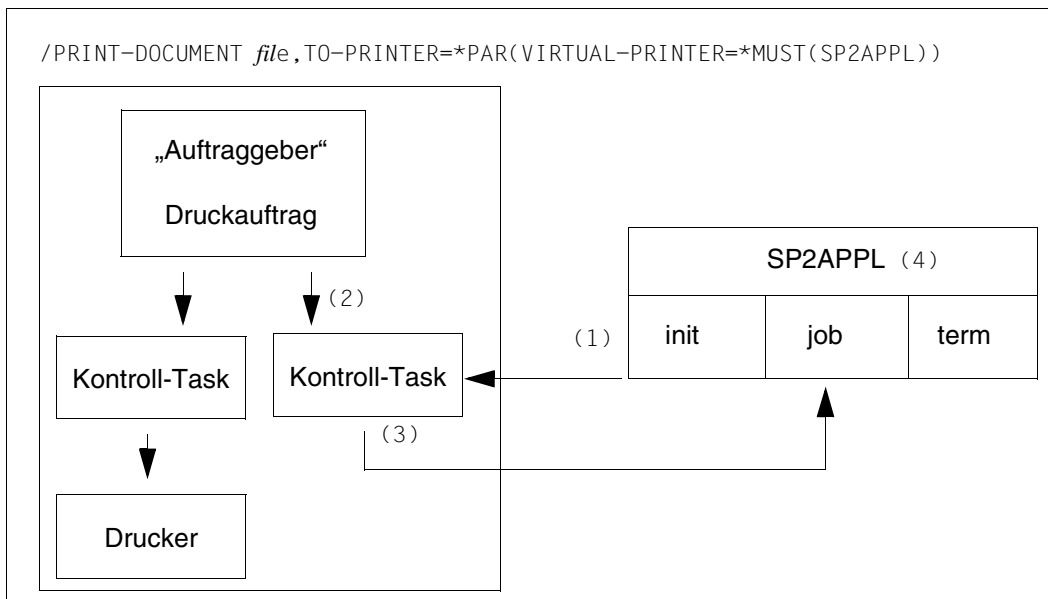 /PRINT-DOCUMENT file,TO-PRINTER=*PAR(VIRTUAL-PRINTER=*MUST(SP2APPL))
„Auftraggeber“
Druckauftrag
(2)
Kontroll-Task
Kontroll-Task
(3)
Drucker
SP2APPL (4)
(1)
init
job
term